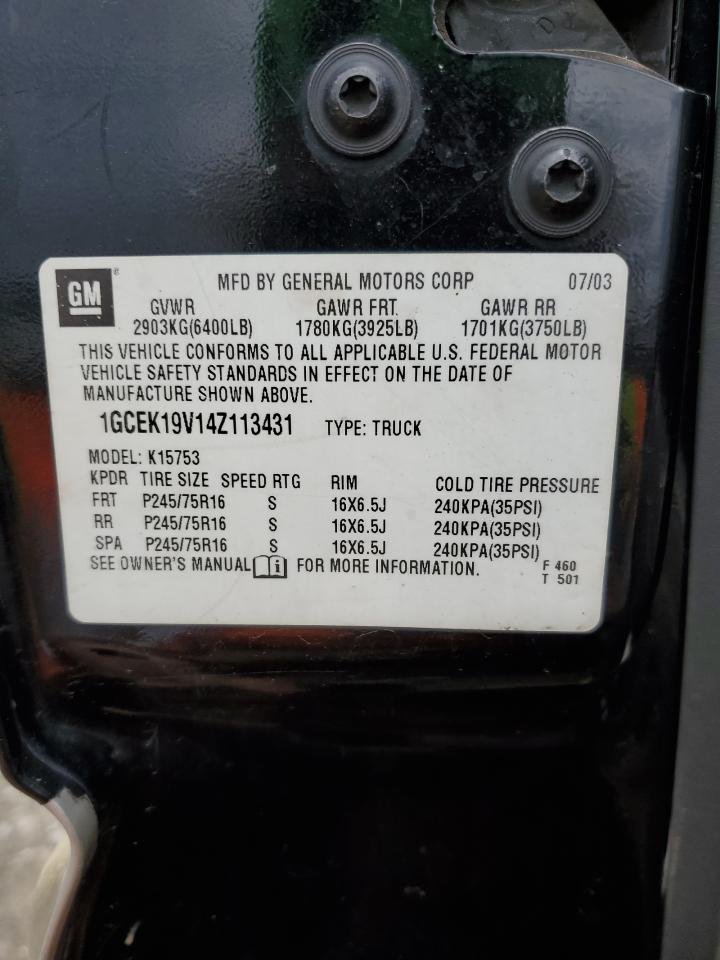 GM ®
MFD BY GENERAL MOTORS CORP 07/03
GVWR GAWR FRT. GAWR RR
2903KG(6400LB) 1780KG(3925LB) 1701KG(3750LB)
THIS VEHICLE CONFORMS TO ALL APPLICABLE U.S. FEDERAL MOTOR
VEHICLE SAFETY STANDARDS IN EFFECT ON THE DATE OF
MANUFACTURE SHOWN ABOVE.
1GCEK19V14Z113431 TYPE: TRUCK
MODEL: K15753
KPDR TIRE SIZE SPEED RTG RIM COLD TIRE PRESSURE
FRT P245/75R16 S 16X6.5J 240KPA(35PSI)
RR P245/75R16 S 16X6.5J 240KPA(35PSI)
SPA P245/75R16 S 16X6.5J 240KPA(35PSI)
SEE OWNER'S MANUAL i FOR MORE INFORMATION.
F 460
T 501